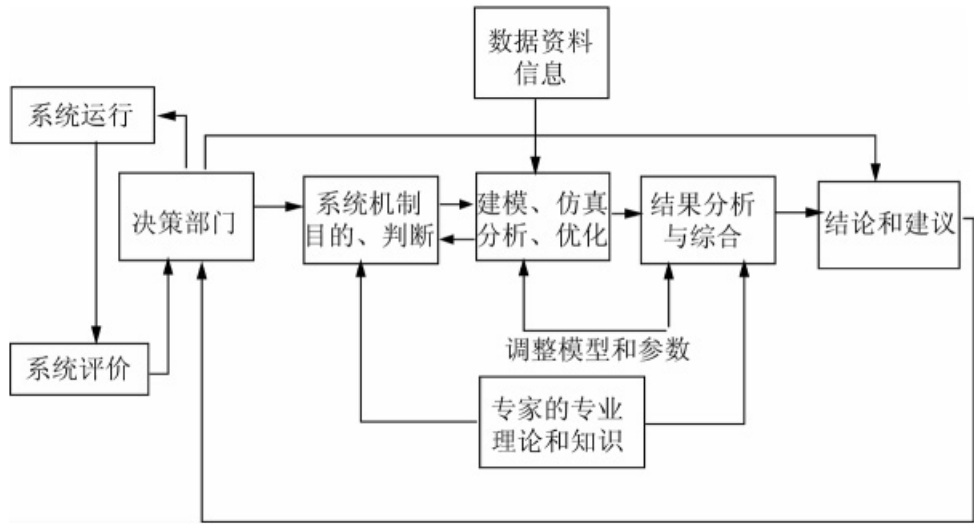 数据资料
信息
系统运行
决策部门
系统机制
目的、判断
建模、仿真
分析、优化
结果分析
与综合
结论和建议
调整模型和参数
系统评价
专家的专业
理论和知识